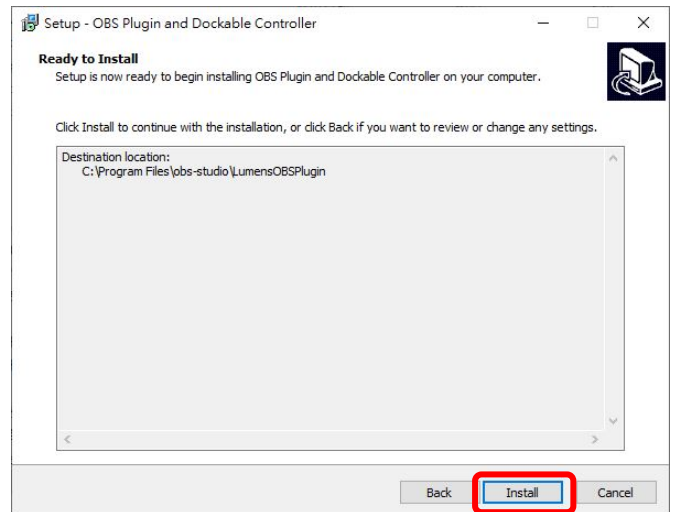 Setup - OBS Plugin and Dockable Controller
Ready to Install
Setup is now ready to begin installing OBS Plugin and Dockable Controller on your computer.
Click Install to continue with the installation, or click Back if you want to review or change any settings.
Destination location:
C:\Program Files\obs-studio\LumensOBSPlugin
Back Install Cancel